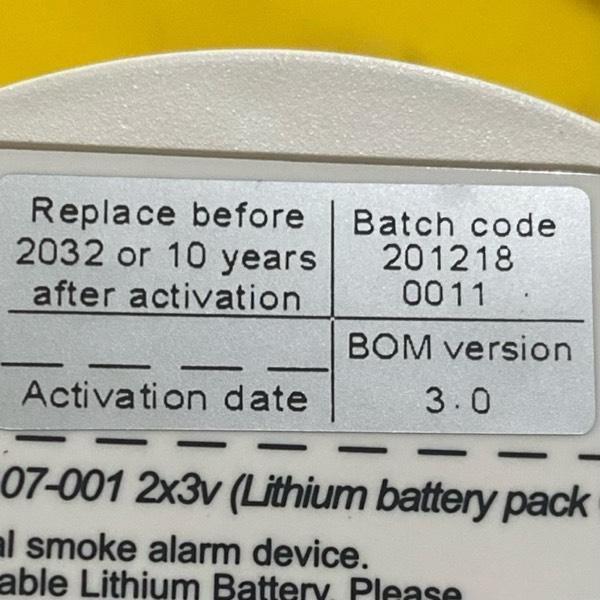 Replace before
2032 or 10 years
after activation
Batch code
201218
0011
Activation date
BOM version
3.0
07-001 2x3v (Lithium battery pack
al smoke alarm device.
able Lithium Battery. Please